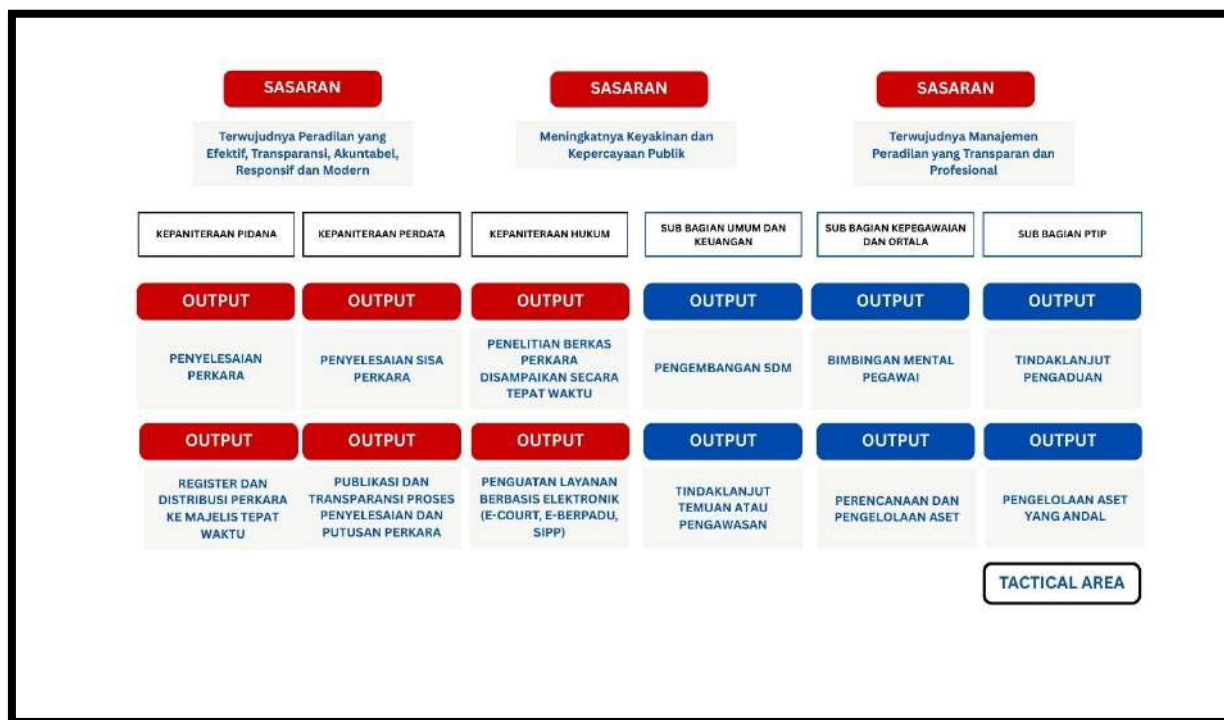 SASARAN
SASARAN
SASARAN
Terwujudnya Peradilan yang
Efektif, Transparansi, Akuntabel,
Responsif dan Modern
Meningkatnya Keyakinan dan
Kepercayaan Publik
Terwujudnya Manajemen
Peradilan yang Transparan dan
Profesional
KEPANITERAAN PIDANA
KEPANITERAAN PERDATA
KEPANITERAAN HUKUM
SUB BAGIAN UMUM DAN
KEUANGAN
SUB BAGIAN KEPEGAWAIAN
DAN ORTALA
SUB BAGIAN PTIP
OUTPUT
OUTPUT
OUTPUT
OUTPUT
OUTPUT
OUTPUT
PENYELESAIAN
PERKARA
PENYELESAIAN SISA
PERKARA
PENELITIAN BERKAS
PERKARA
DISAMPAIKAN SECARA
TEPAT WAKTU
PENGEMBANGAN SDM
BIMBINGAN MENTAL
PEGAWAI
TINDAKLANJUT
PENGADUAN
OUTPUT
OUTPUT
OUTPUT
OUTPUT
OUTPUT
OUTPUT
REGISTER DAN
DISTRIBUSI PERKARA
KE MAJELIS TEPAT
WAKTU
PUBLIKASI DAN
TRANSPARANSI PROSES
PENYELESAIAN DAN
PUTUSAN PERKARA
PENGUATAN LAYANAN
BERBASIS ELEKTRONIK
(E-COURT, E-BERPADU,
SIPP)
TINDAKLANJUT
TEMUAN ATAU
PENGAWASAN
PERENCANAAN DAN
PENGELOLAAN ASET
PENGELOLAAN ASET
YANG ANDAL
TACTICAL AREA